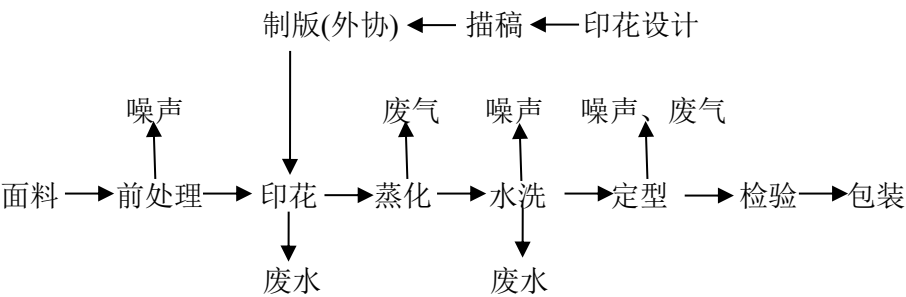 制版(外协) 描稿 印花设计
噪声 废气 噪声 噪声、废气
面料 前处理 印花 蒸化 水洗 定型 检验 包装
废水 废水